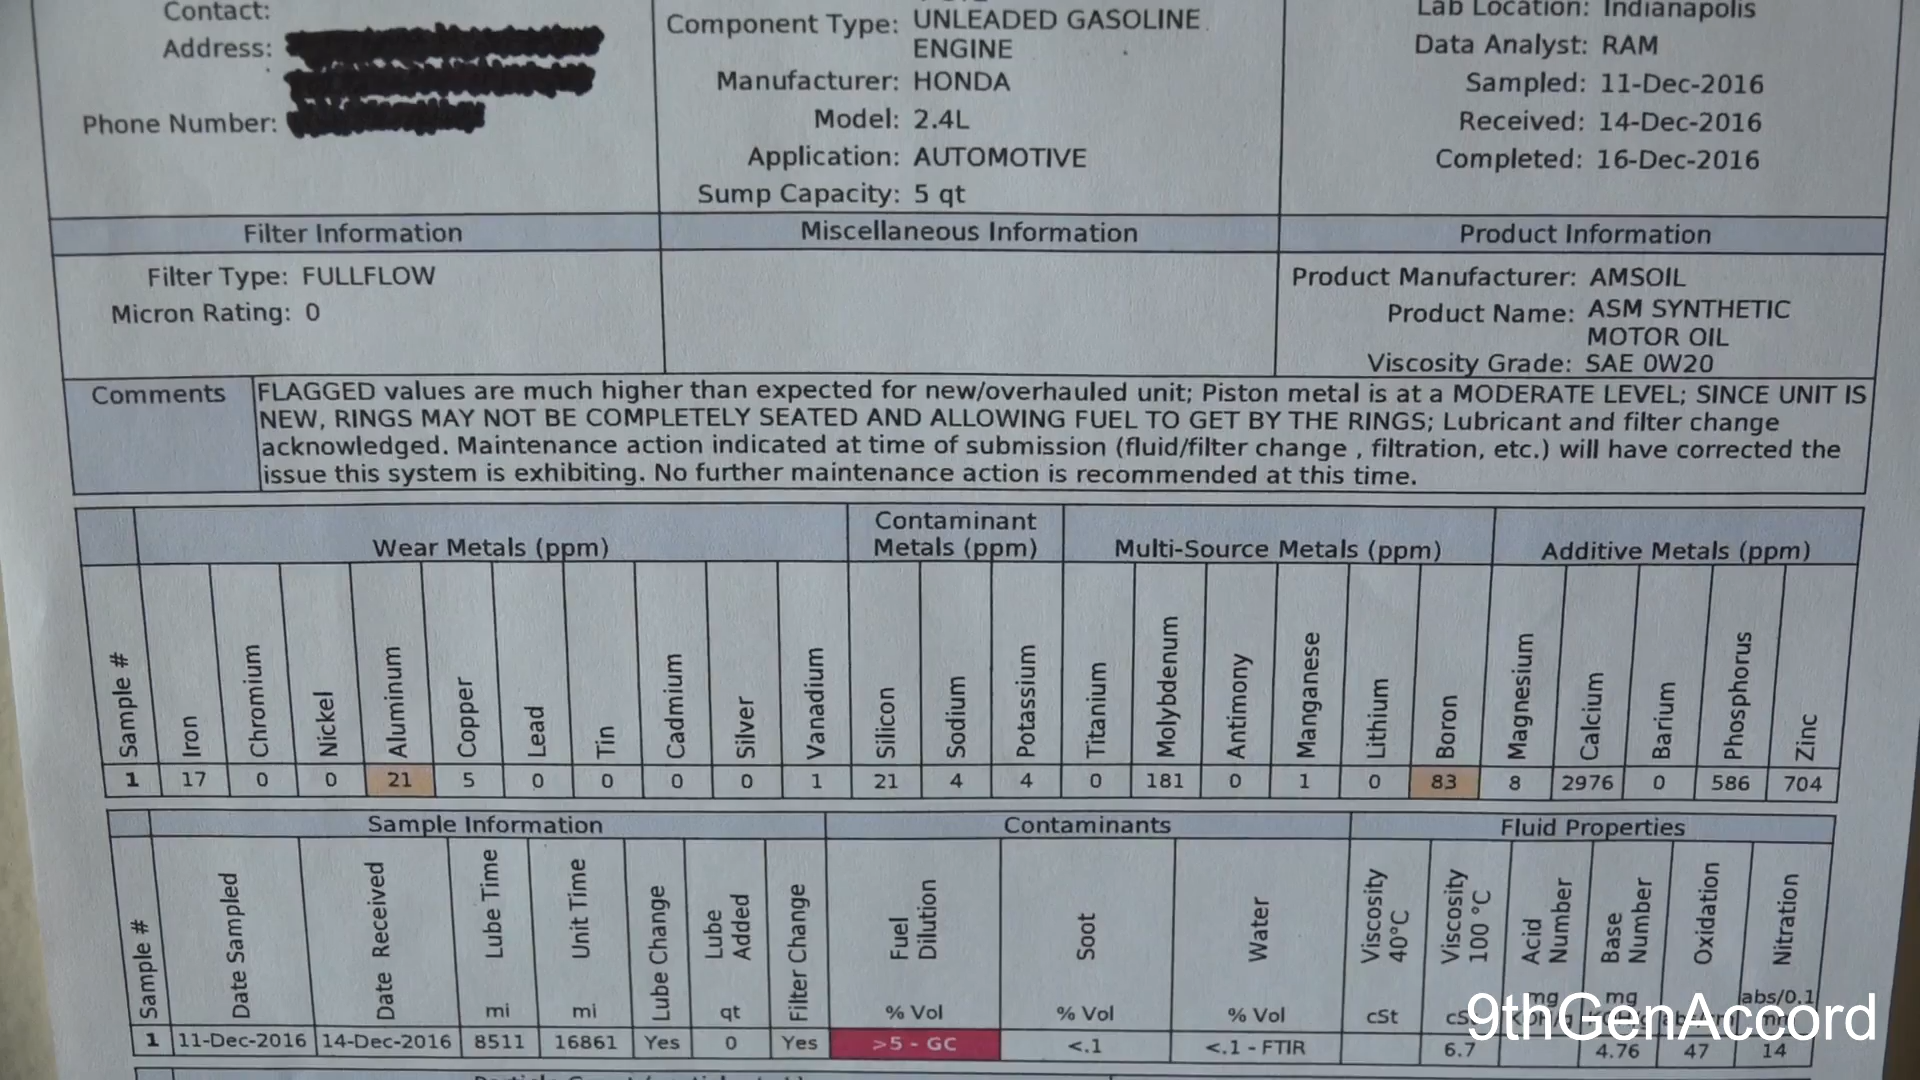 Contact:
Address:
Phone Number:
Component Type: UNLEADED GASOLINE
ENGINE
Manufacturer: HONDA
Model: 2.4L
Application: AUTOMOTIVE
Sump Capacity: 5 qt
Lab Location: Indianapolis
Data Analyst: RAM
Sampled: 11-Dec-2016
Received: 14-Dec-2016
Completed: 16-Dec-2016
Filter Information
Miscellaneous Information
Product Information
Filter Type: FULLFLOW
Micron Rating: 0
Product Manufacturer: AMSOIL
Product Name: ASM SYNTHETIC
MOTOR OIL
Viscosity Grade: SAE 0W20
Comments
FLAGGED values are much higher than expected for new/overhauled unit; Piston metal is at a MODERATE LEVEL; SINCE UNIT IS
NEW, RINGS MAY NOT BE COMPLETELY SEATED AND ALLOWING FUEL TO GET BY THE RINGS; Lubricant and filter change
acknowledged. Maintenance action indicated at time of submission (fluid/filter change , filtration, etc.) will have corrected the
issue this system is exhibiting. No further maintenance action is recommended at this time.
Wear Metals (ppm)
Contaminant
Metals (ppm)
Multi-Source Metals (ppm)
Additive Metals (ppm)
Sample #
Iron
Chromium
Nickel
Aluminum
Copper
Lead
Tin
Cadmium
Silver
Vanadium
Silicon
Sodium
Potassium
Titanium
Molybdenum
Antimony
Manganese
Lithium
Boron
Magnesium
Calcium
Barium
Phosphorus
Zinc
1 17 0 0 21 5 0 0 0 0 1 21 4 4 0 181 0 1 0 83 8 2976 0 586 704
Sample Information
Contaminants
Fluid Properties
Sample #
Date Sampled
Date Received
Lube Time
mi
Unit Time
mi
Lube Change
Lube
Added
qt
Filter Change
Fuel
Dilution
% Vol
Soot
% Vol
Water
% Vol
Viscosity
40°C
cSt
Viscosity
100 °C
Acid
Number
mg
Base
Number
mg
Oxidation
Nitration
abs/0.1
1 11-Dec-2016 14-Dec-2016 8511 16861 Yes 0 Yes >5 - GC <.1 <.1 - FTIR 6.7 4.76 47 14
9thGenAccord